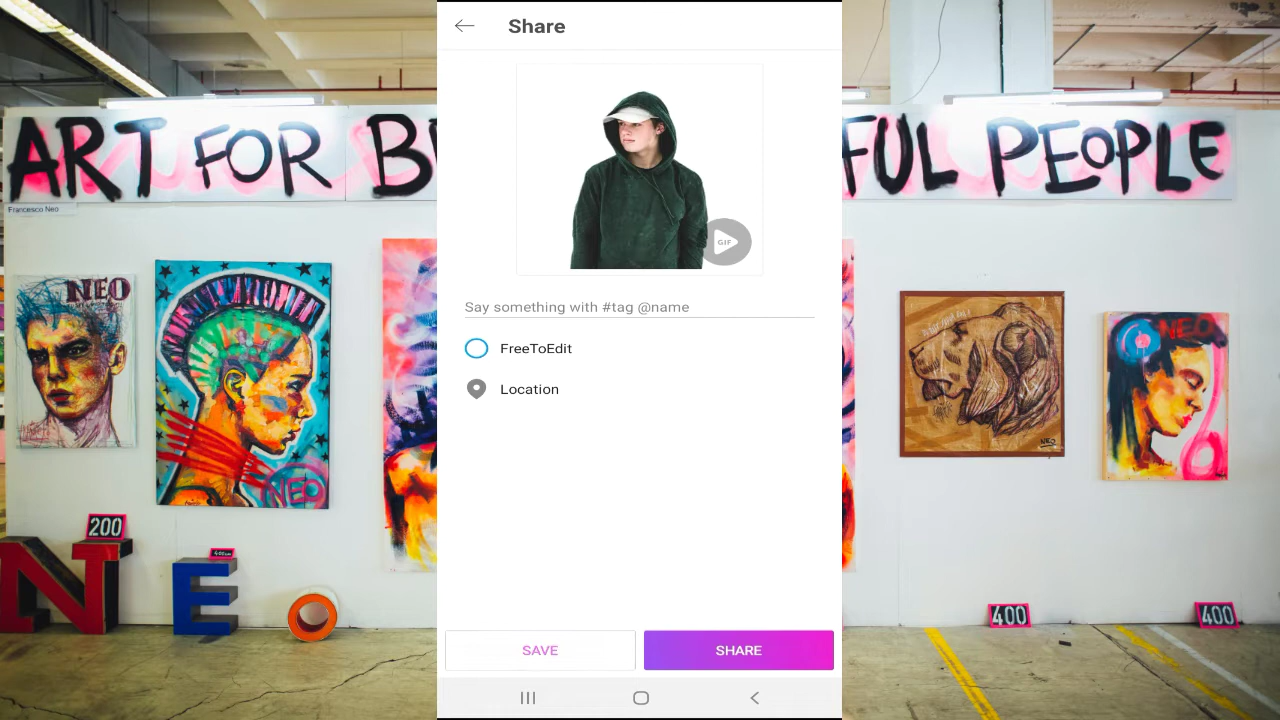 Share
ART FOR B
FUL PEOPLE
Francesco Neo
GIF
NEO
NEO
Say something with #tag @name
FreeToEdit
Location
NEO
NEO
200
NEO
400
400
SAVE
SHARE